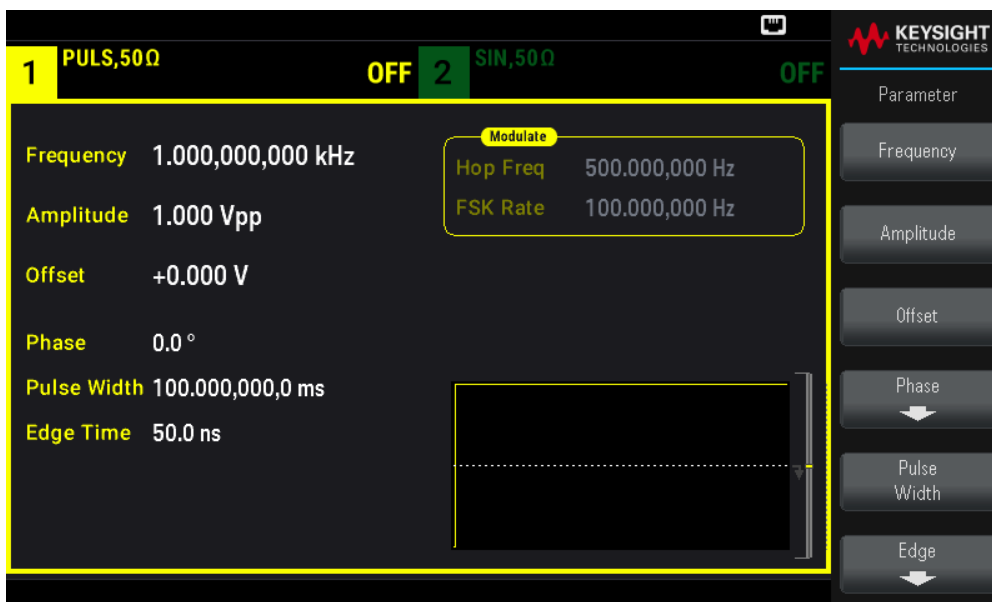 KEYSIGHT
TECHNOLOGIES
1 PULS,50Ω OFF 2 SIN,50Ω OFF
Parameter
Frequency 1.000,000,000 kHz
Amplitude 1.000 Vpp
Offset +0.000 V
Phase 0.0 °
Pulse Width 100.000,000,0 ms
Edge Time 50.0 ns
Modulate
Hop Freq 500.000,000 Hz
FSK Rate 100.000,000 Hz
Frequency
Amplitude
Offset
Phase
Pulse
Width
Edge